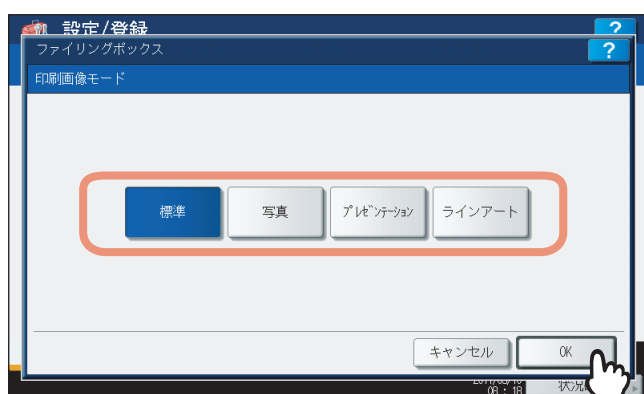 設定/登録
?
ファイリングボックス
?
印刷画像モード
標準
写真
プレゼンテーション
ラインアート
キャンセル
OK
08:18
状況